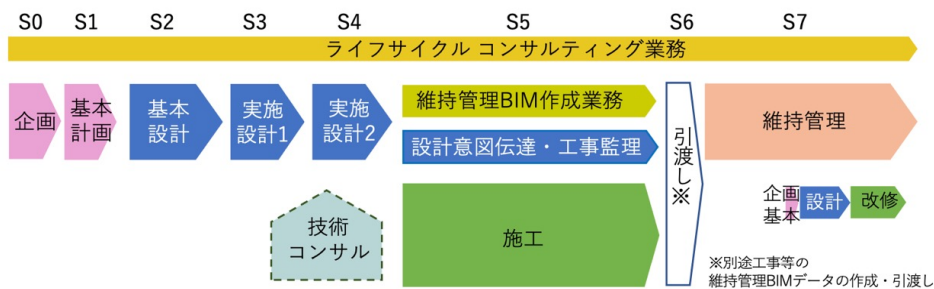 S0 S1 S2 S3 S4 S5 S6 S7
ライフサイクル コンサルティング業務
企画
基本
計画
基本
設計
実施
設計1
実施
設計2
維持管理BIM作成業務
設計意図伝達・工事監理
引渡し※
維持管理
技術
コンサル
施工
企画
基本
設計
改修
※別途工事等の
維持管理BIMデータの作成・引渡し